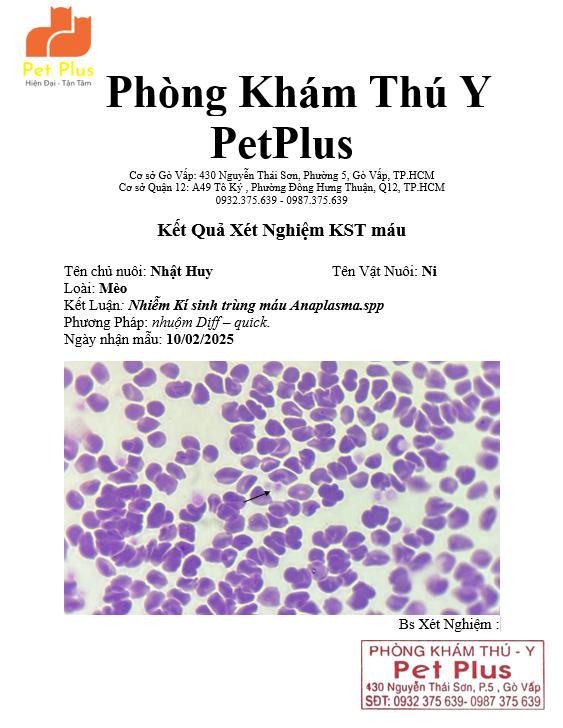 Pet Plus
Hiện Đại - Tận Tâm
Phòng Khám Thú Y
PetPlus
Cơ sở Gò Vấp: 430 Nguyễn Thái Sơn, Phường 5, Gò Vấp, TP.HCM
Cơ sở Quận 12: A49 Tô Ký , Phường Đông Hưng Thuận, Q12, TP.HCM
0932.375.639 - 0987.375.639
Kết Quả Xét Nghiệm KST máu
Tên chủ nuôi: Nhật Huy Tên Vật Nuôi: Ni
Loài: Mèo
Kết Luận: Nhiễm Kí sinh trùng máu Anaplasma.spp
Phương Pháp: nhuộm Diff – quick.
Ngày nhận mẫu: 10/02/2025
Bs Xét Nghiệm :
PHÒNG KHÁM THÚ - Y
Pet Plus
430 Nguyễn Thái Sơn, P.5 , Gò Vấp
SĐT: 0932 375 639- 0987 375 639